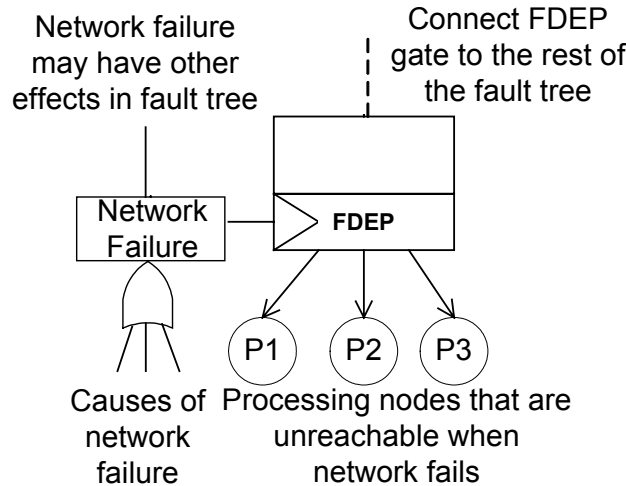 Network failure
may have other
effects in fault tree
Connect FDEP
gate to the rest of
the fault tree
Network
Failure
FDEP
P1
P2
P3
Causes of
network
failure
Processing nodes that are
unreachable when
network fails